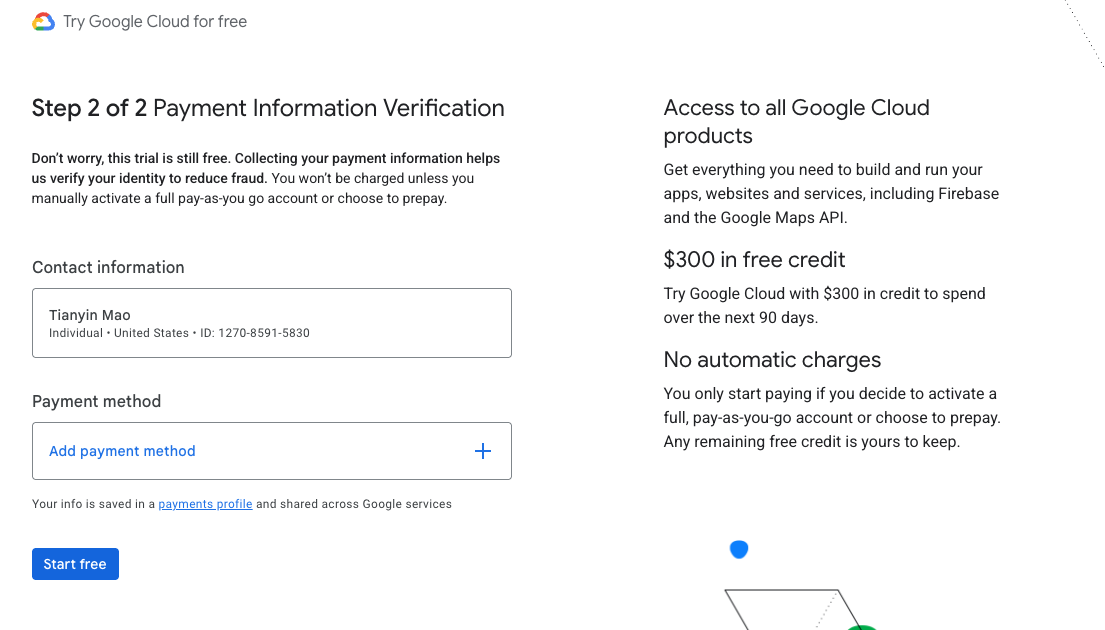 Try Google Cloud for free
Step 2 of 2 Payment Information Verification
Don’t worry, this trial is still free. Collecting your payment information helps
us verify your identity to reduce fraud. You won’t be charged unless you
manually activate a full pay-as-you go account or choose to prepay.
Contact information
Tianyin Mao
Individual • United States • ID: 1270-8591-5830
Payment method
Add payment method
Your info is saved in a payments profile and shared across Google services
Start free
Access to all Google Cloud
products
Get everything you need to build and run your
apps, websites and services, including Firebase
and the Google Maps API.
$300 in free credit
Try Google Cloud with $300 in credit to spend
over the next 90 days.
No automatic charges
You only start paying if you decide to activate a
full, pay-as-you-go account or choose to prepay.
Any remaining free credit is yours to keep.